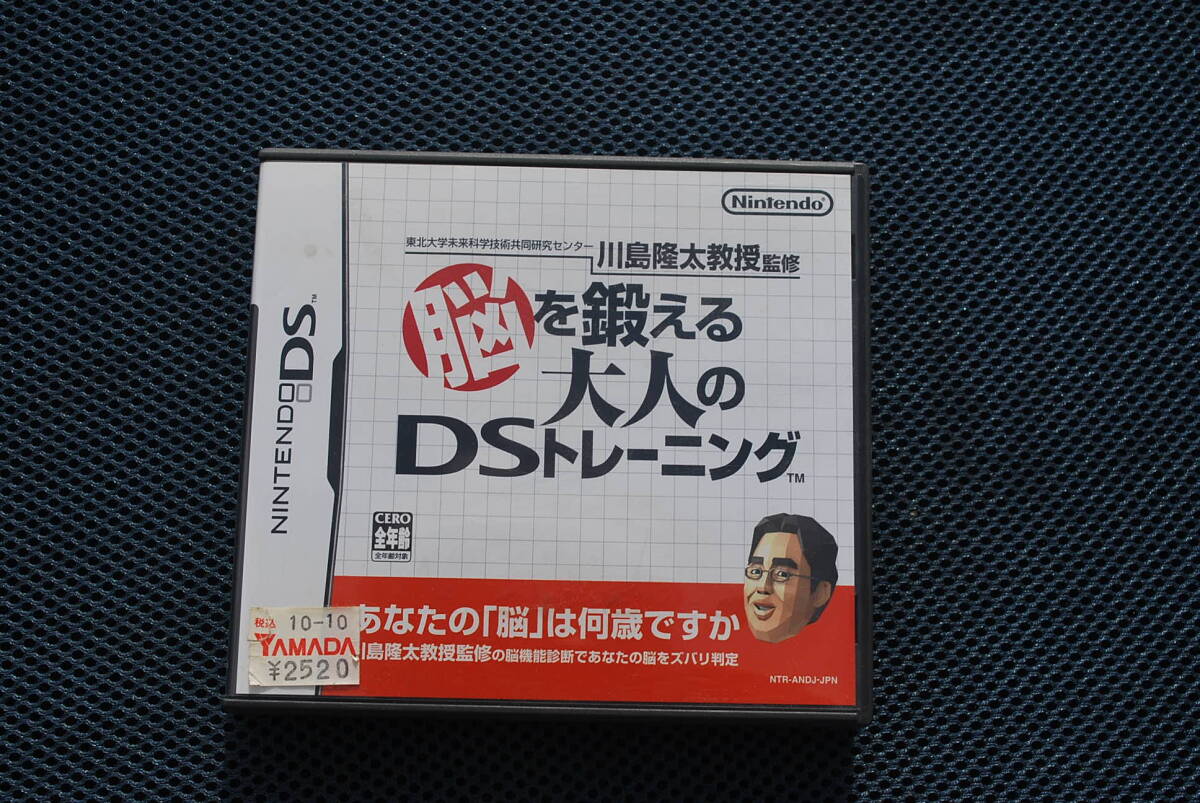 Nintendo
東北大学未来科学技術共同研究センター 川島隆太教授監修
脳を鍛える
大人の
DSトレーニング™
NINTENDO DS™
CERO
全年齢
全年齢対象
あなたの「脳」は何歳ですか
川島隆太教授監修の脳機能診断であなたの脳をズバリ判定
NTR-ANDJ-JPN
税込 10-10
YAMADA
¥2520